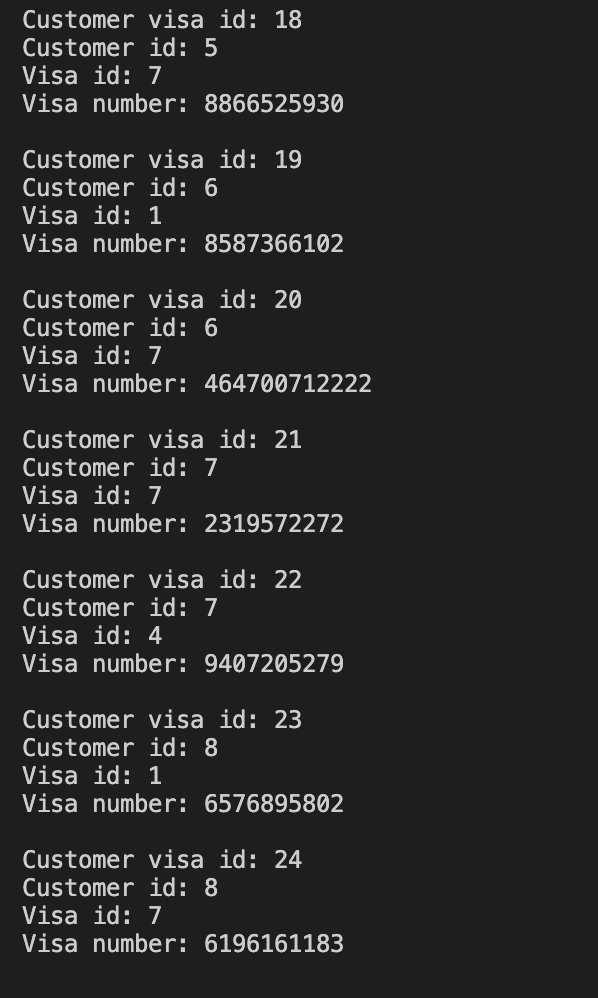 Customer visa id: 18
Customer id: 5
Visa id: 7
Visa number: 8866525930
Customer visa id: 19
Customer id: 6
Visa id: 1
Visa number: 8587366102
Customer visa id: 20
Customer id: 6
Visa id: 7
Visa number: 464700712222
Customer visa id: 21
Customer id: 7
Visa id: 7
Visa number: 2319572272
Customer visa id: 22
Customer id: 7
Visa id: 4
Visa number: 9407205279
Customer visa id: 23
Customer id: 8
Visa id: 1
Visa number: 6576895802
Customer visa id: 24
Customer id: 8
Visa id: 7
Visa number: 6196161183